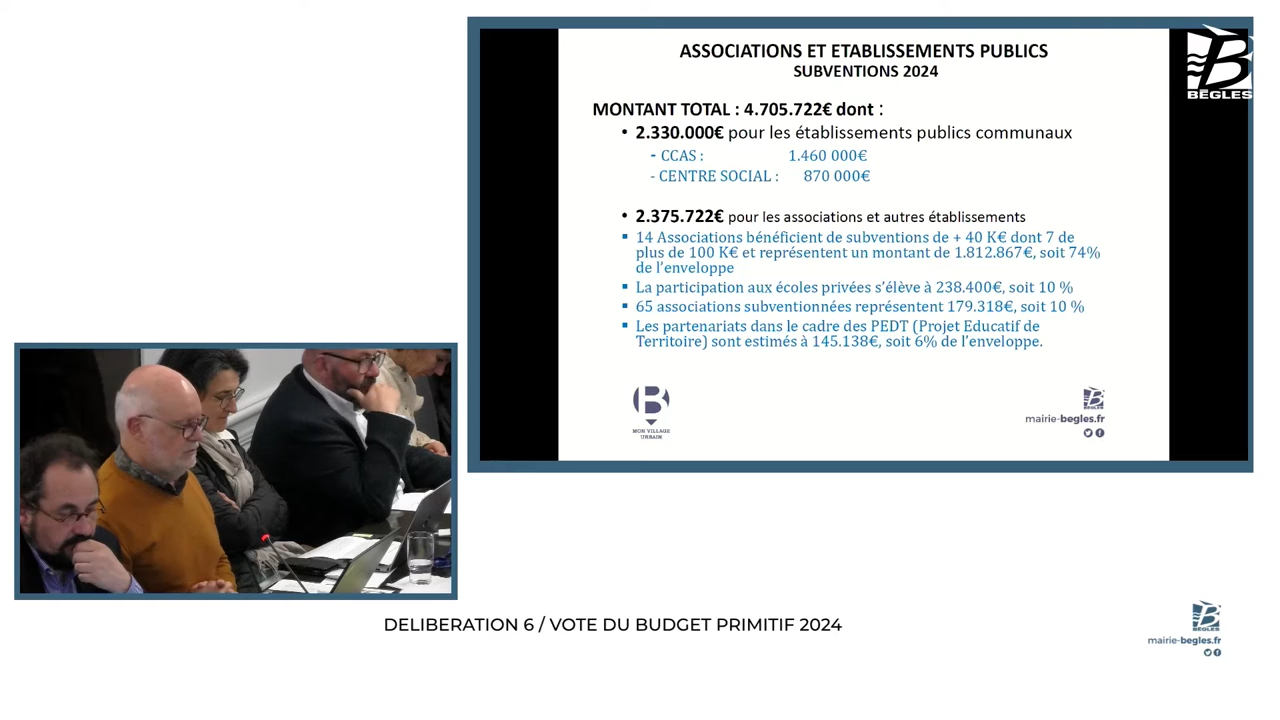 ASSOCIATIONS ET ETABLISSEMENTS PUBLICS
SUBVENTIONS 2024
MONTANT TOTAL : 4.705.722€ dont :
• 2.330.000€ pour les établissements publics communaux
- CCAS : 1.460 000€
- CENTRE SOCIAL : 870 000€
• 2.375.722€ pour les associations et autres établissements
▪ 14 Associations bénéficient de subventions de + 40 K€ dont 7 de
plus de 100 K€ et représentent un montant de 1.812.867€, soit 74%
de l'enveloppe
▪ La participation aux écoles privées s'élève à 238.400€, soit 10 %
▪ 65 associations subventionnées représentent 179.318€, soit 10 %
▪ Les partenariats dans le cadre des PEDT (Projet Educatif de
Territoire) sont estimés à 145.138€, soit 6% de l'enveloppe.
B
MON VILLAGE
URBAIN
BÈGLES
mairie-begles.fr
B
BÈGLES
DELIBERATION 6 / VOTE DU BUDGET PRIMITIF 2024
BÈGLES
mairie-begles.fr